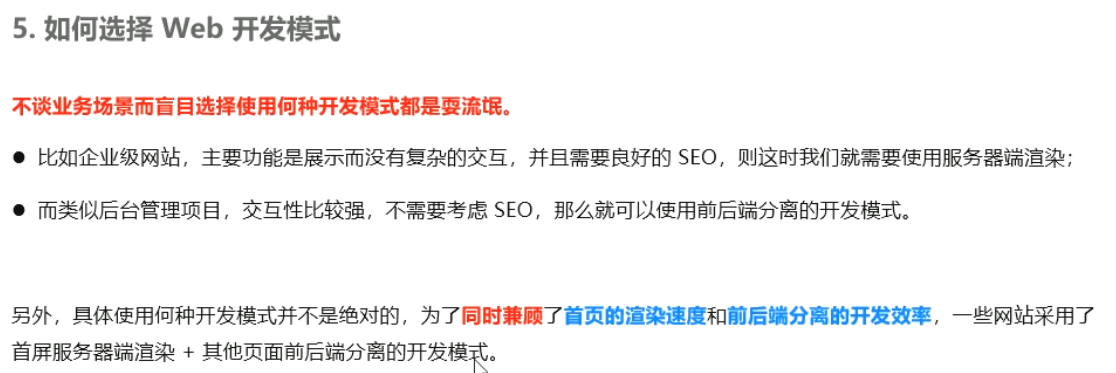 5. 如何选择 Web 开发模式
不谈业务场景而盲目选择使用何种开发模式都是耍流氓。
● 比如企业级网站，主要功能是展示而没有复杂的交互，并且需要良好的 SEO，则这时我们就需要使用服务器端渲染；
● 而类似后台管理项目，交互性比较强，不需要考虑 SEO，那么就可以使用前后端分离的开发模式。
另外，具体使用何种开发模式并不是绝对的，为了同时兼顾了首页的渲染速度和前后端分离的开发效率，一些网站采用了
首屏服务器端渲染 + 其他页面前后端分离的开发模式。